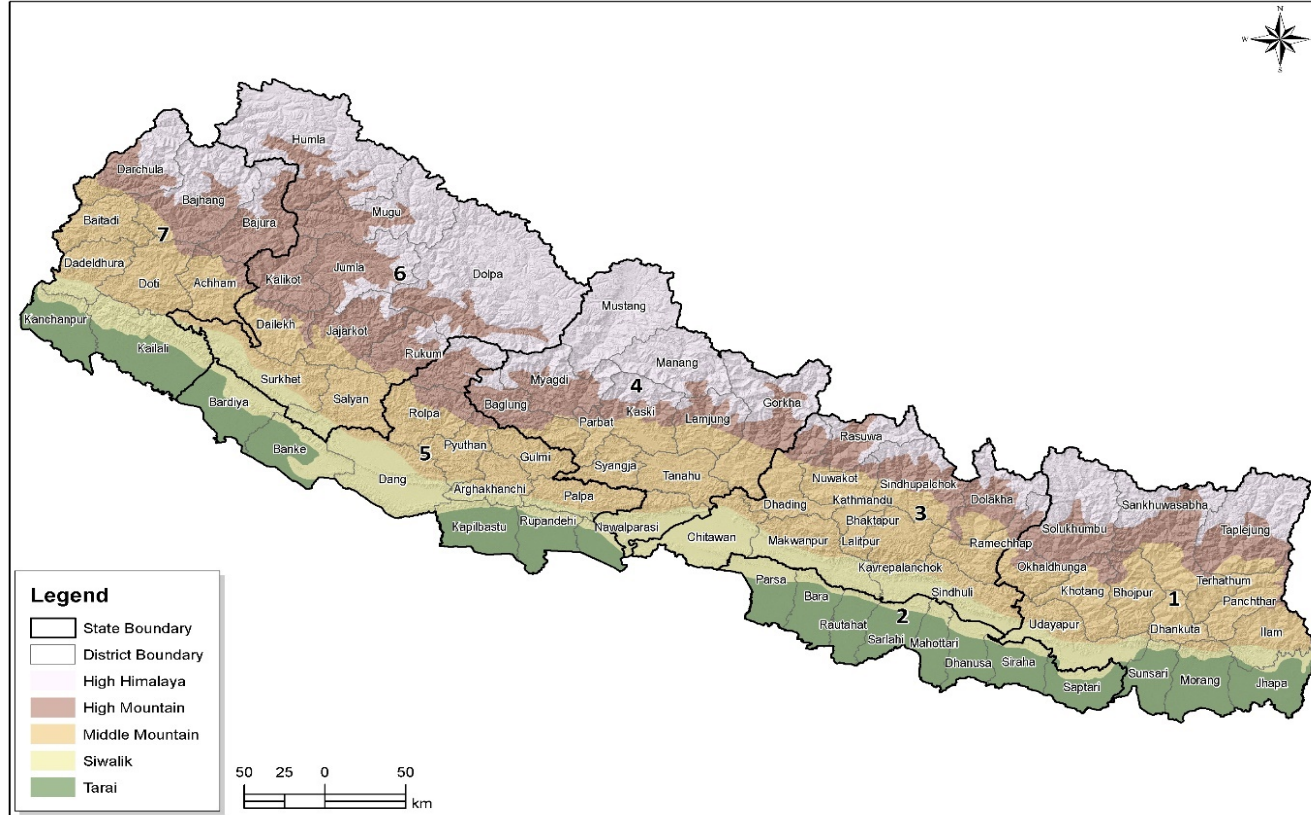 N
W
E
S
Humla
Darchula
Bajhang
Mugu
Baitadi
Bajura
7
Dadeldhura
Jumla
6
Dolpa
Doti
Achham
Kalikot
Mustang
Kanchanpur
Dailekh
Jajarkot
Kailali
Rukum
Manang
Surkhet
Myagdi
4
Bardiya
Salyan
Baglung
Kaski
Gorkha
Rolpa
Parbat
Lamjung
Rasuwa
Banke
Pyuthan
5
Gulmi
Syangja
Dang
Tanahu
Nuwakot
Sindhupalchok
Arghakhanchi
Palpa
Dhading
Kathmandu
Dolakha
Sankhuwasabha
Kapilbastu
Rupandehi
Nawalparasi
Bhaktapur
3
Solukhumbu
Taplejung
Chitawan
Makwanpur
Lalitpur
Ramechhap
Kavrepalanchok
Okhaldhunga
Parsa
Khotang
Bhojpur
Terhathum
Bara
Sindhuli
1
Panchthar
2
Rautahat
Udayapur
Dhankuta
Ilam
Sarlahi
Mahottari
Dhanusa
Siraha
Saptari
Sunsari
Morang
Jhapa
Legend
State Boundary
District Boundary
High Himalaya
High Mountain
Middle Mountain
Siwalik
Tarai
50 25 0 50
km